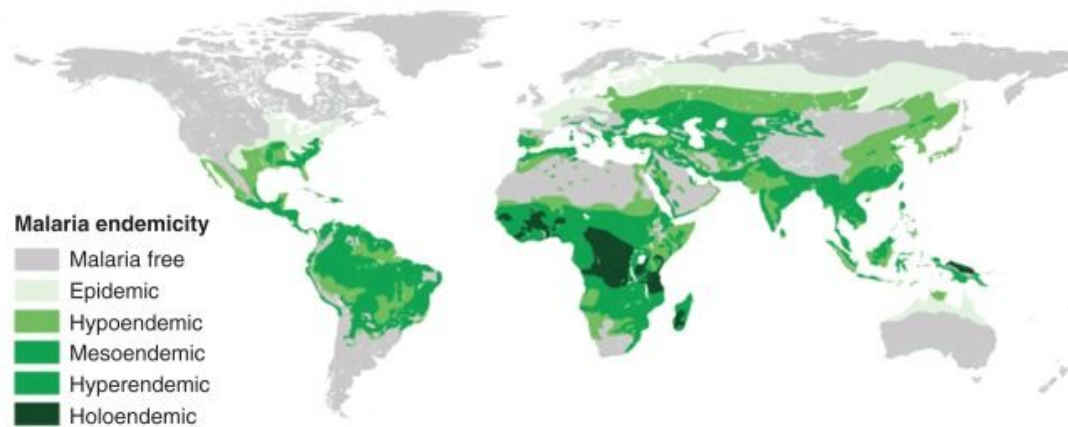 Malaria endemicity
Malaria free
Epidemic
Hypoendemic
Mesoendemic
Hyperendemic
Holoendemic